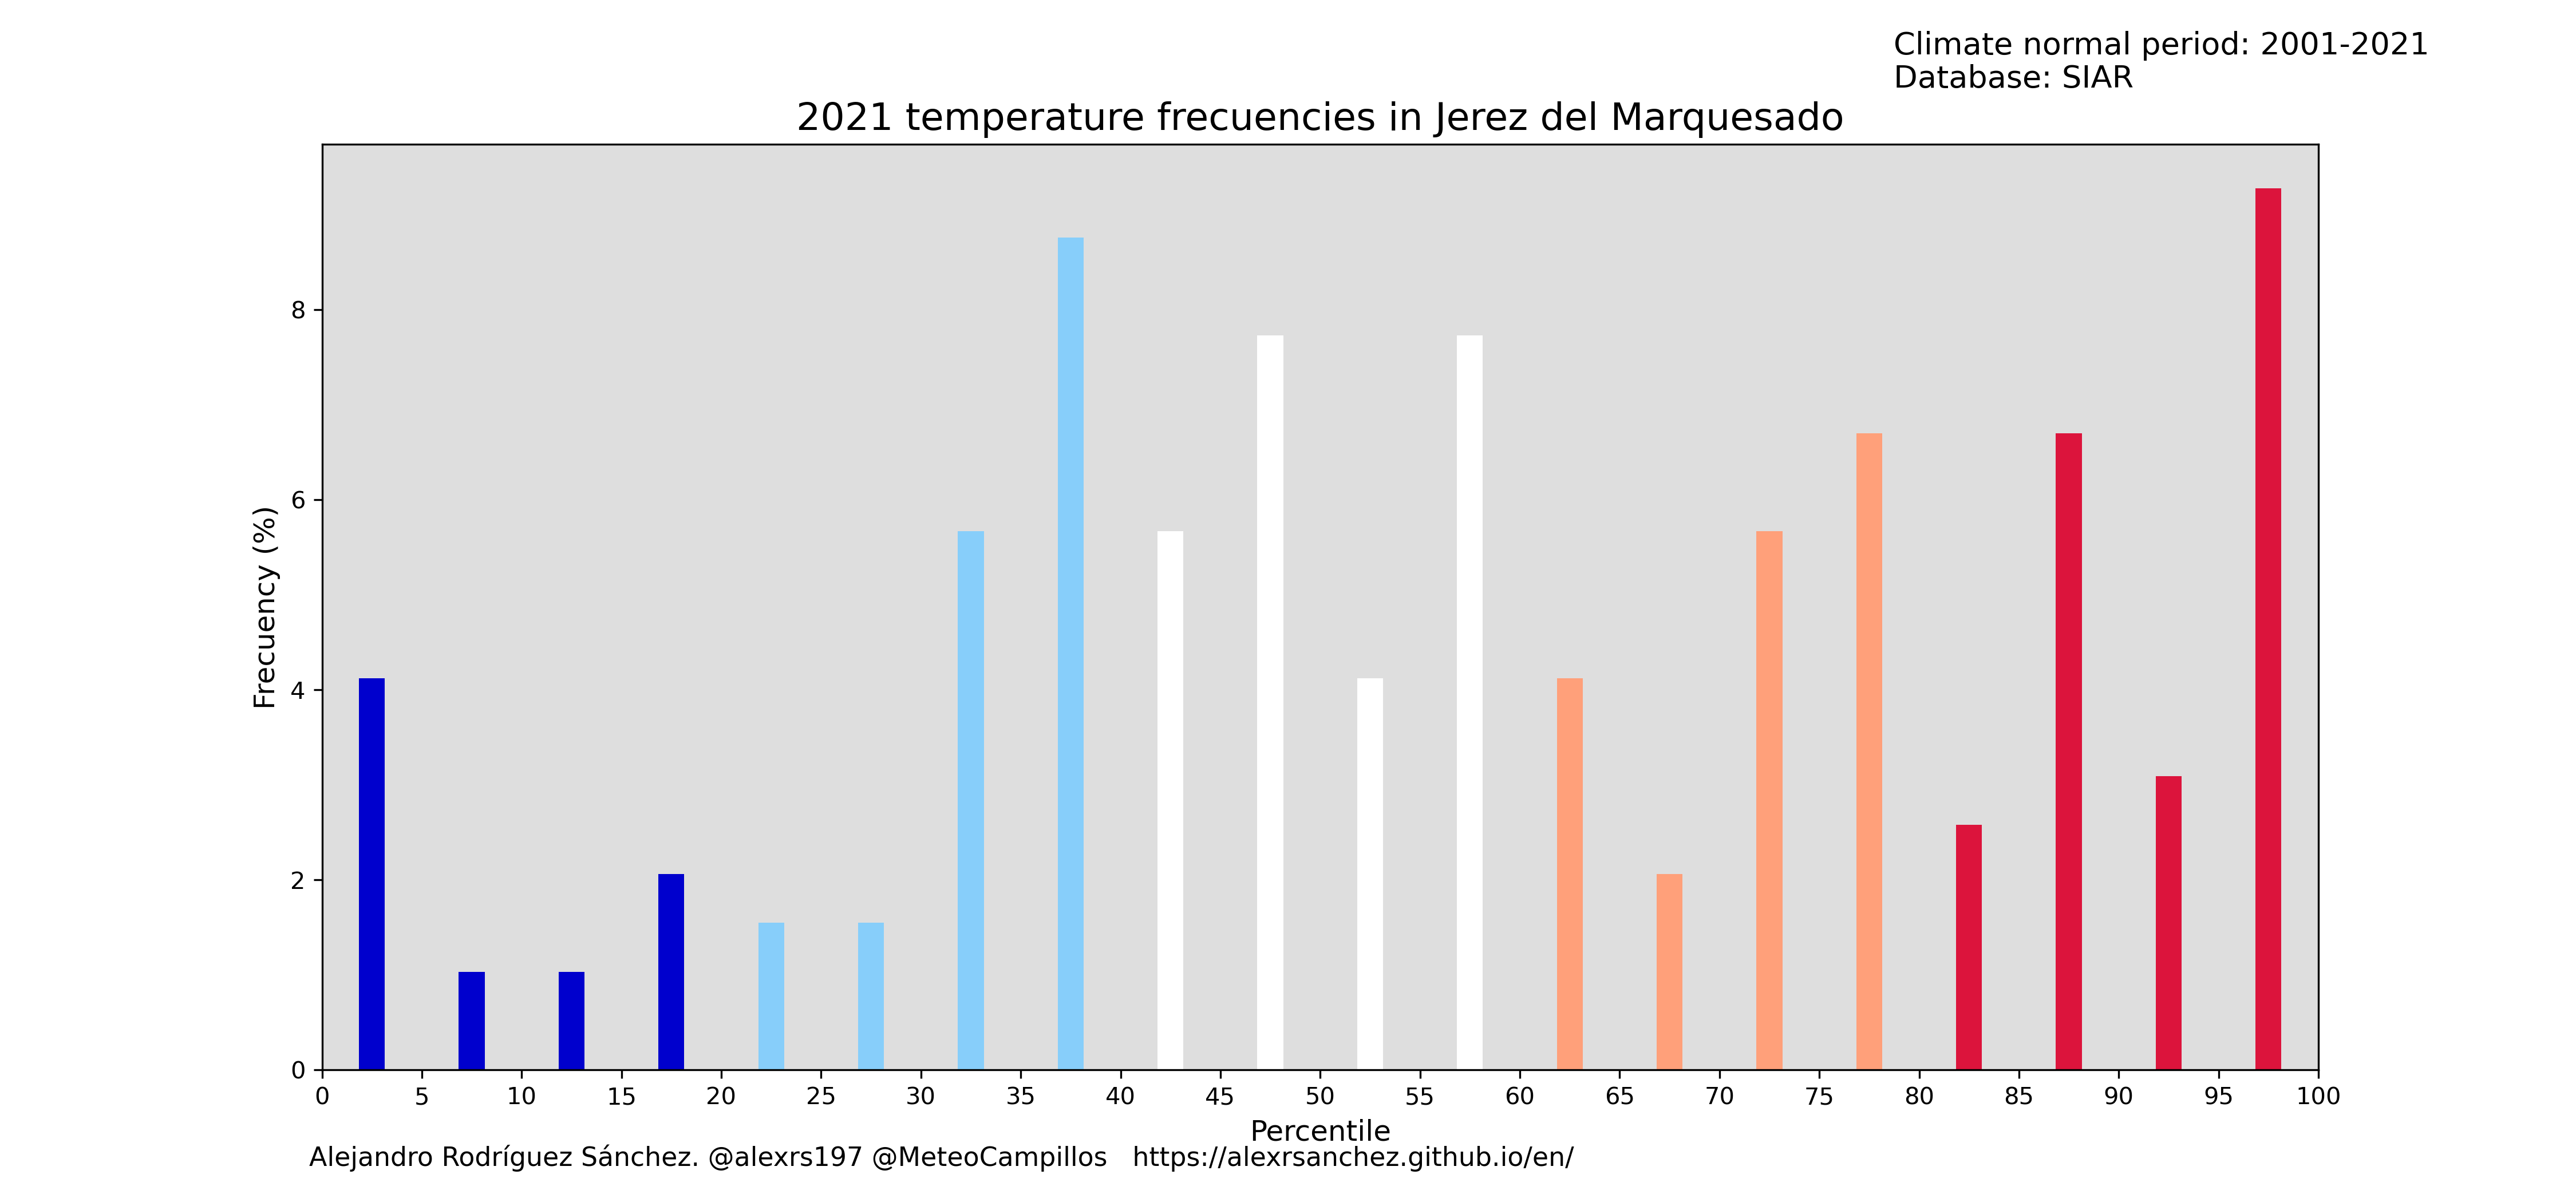 Climate normal period: 2001-2021
Database: SIAR
2021 temperature frecuencies in Jerez del Marquesado
Frecuency (%)
8
6
4
2
0
0 5 10 15 20 25 30 35 40 45 50 55 60 65 70 75 80 85 90 95 100
Percentile
Alejandro Rodríguez Sánchez. @alexrs197 @MeteoCampillos https://alexrsanchez.github.io/en/